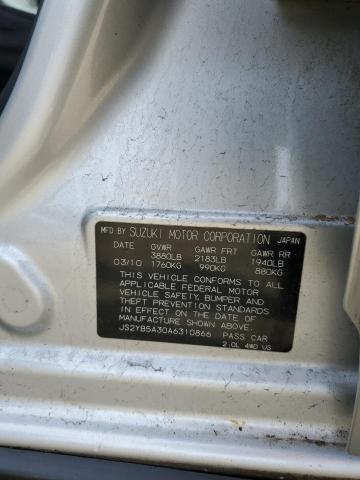 MFD BY SUZUKI MOTOR CORPORATION JAPAN
DATE GVWR GAWR FRT GAWR RR
3880LB 2183LB 1940LB
03/10 1760KG 990KG 880KG
THIS VEHICLE CONFORMS TO ALL
APPLICABLE FEDERAL MOTOR
VEHICLE SAFETY, BUMPER AND
THEFT PREVENTION STANDARDS
IN EFFECT ON THE DATE OF
MANUFACTURE SHOWN ABOVE
JS2YB5A30A6310866 PASS CAR
2.0L 4WD US